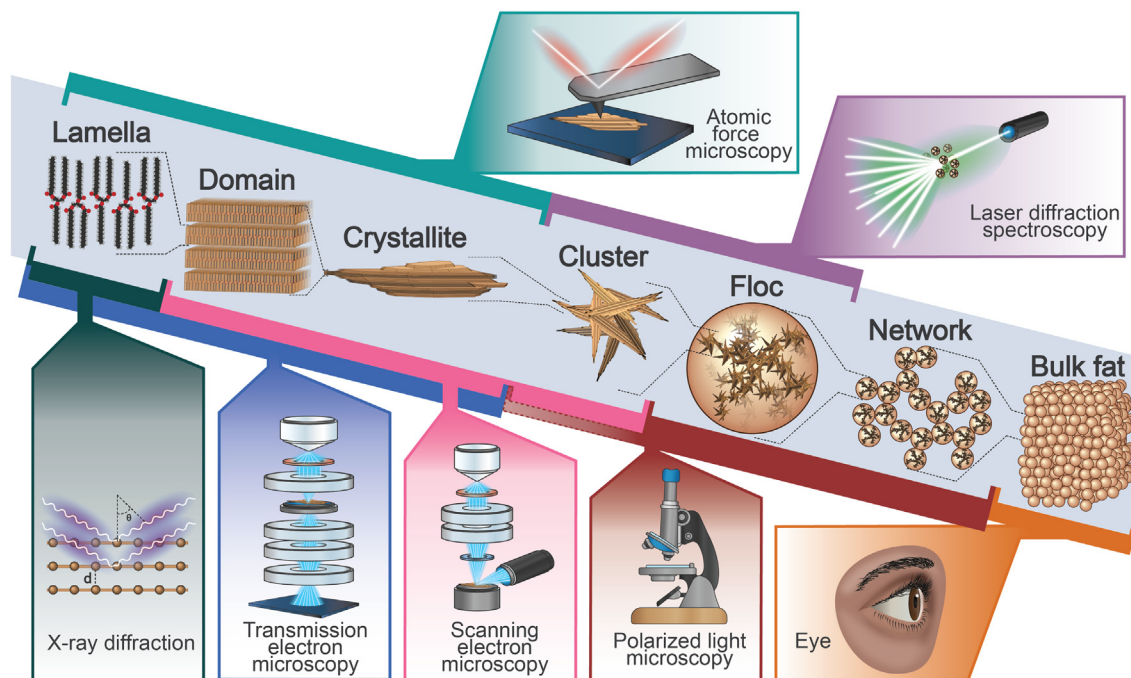 Atomic
force
microscopy
Laser diffraction
spectroscopy
Lamella
Domain
Crystallite
Cluster
Floc
Network
Bulk fat
θ
d
X-ray diffraction
Transmission
electron
microscopy
Scanning
electron
microscopy
Polarized light
microscopy
Eye